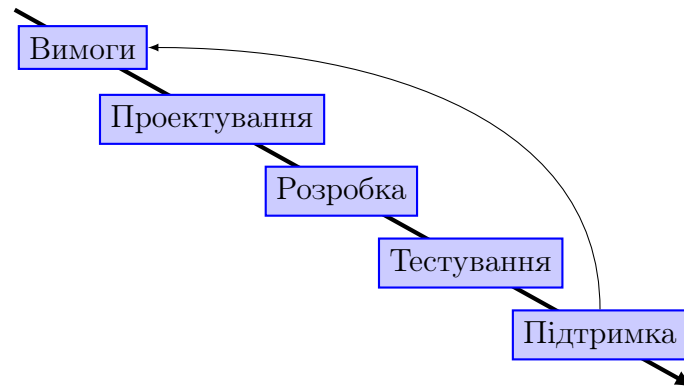 Вимоги
Проектування
Розробка
Тестування
Підтримка